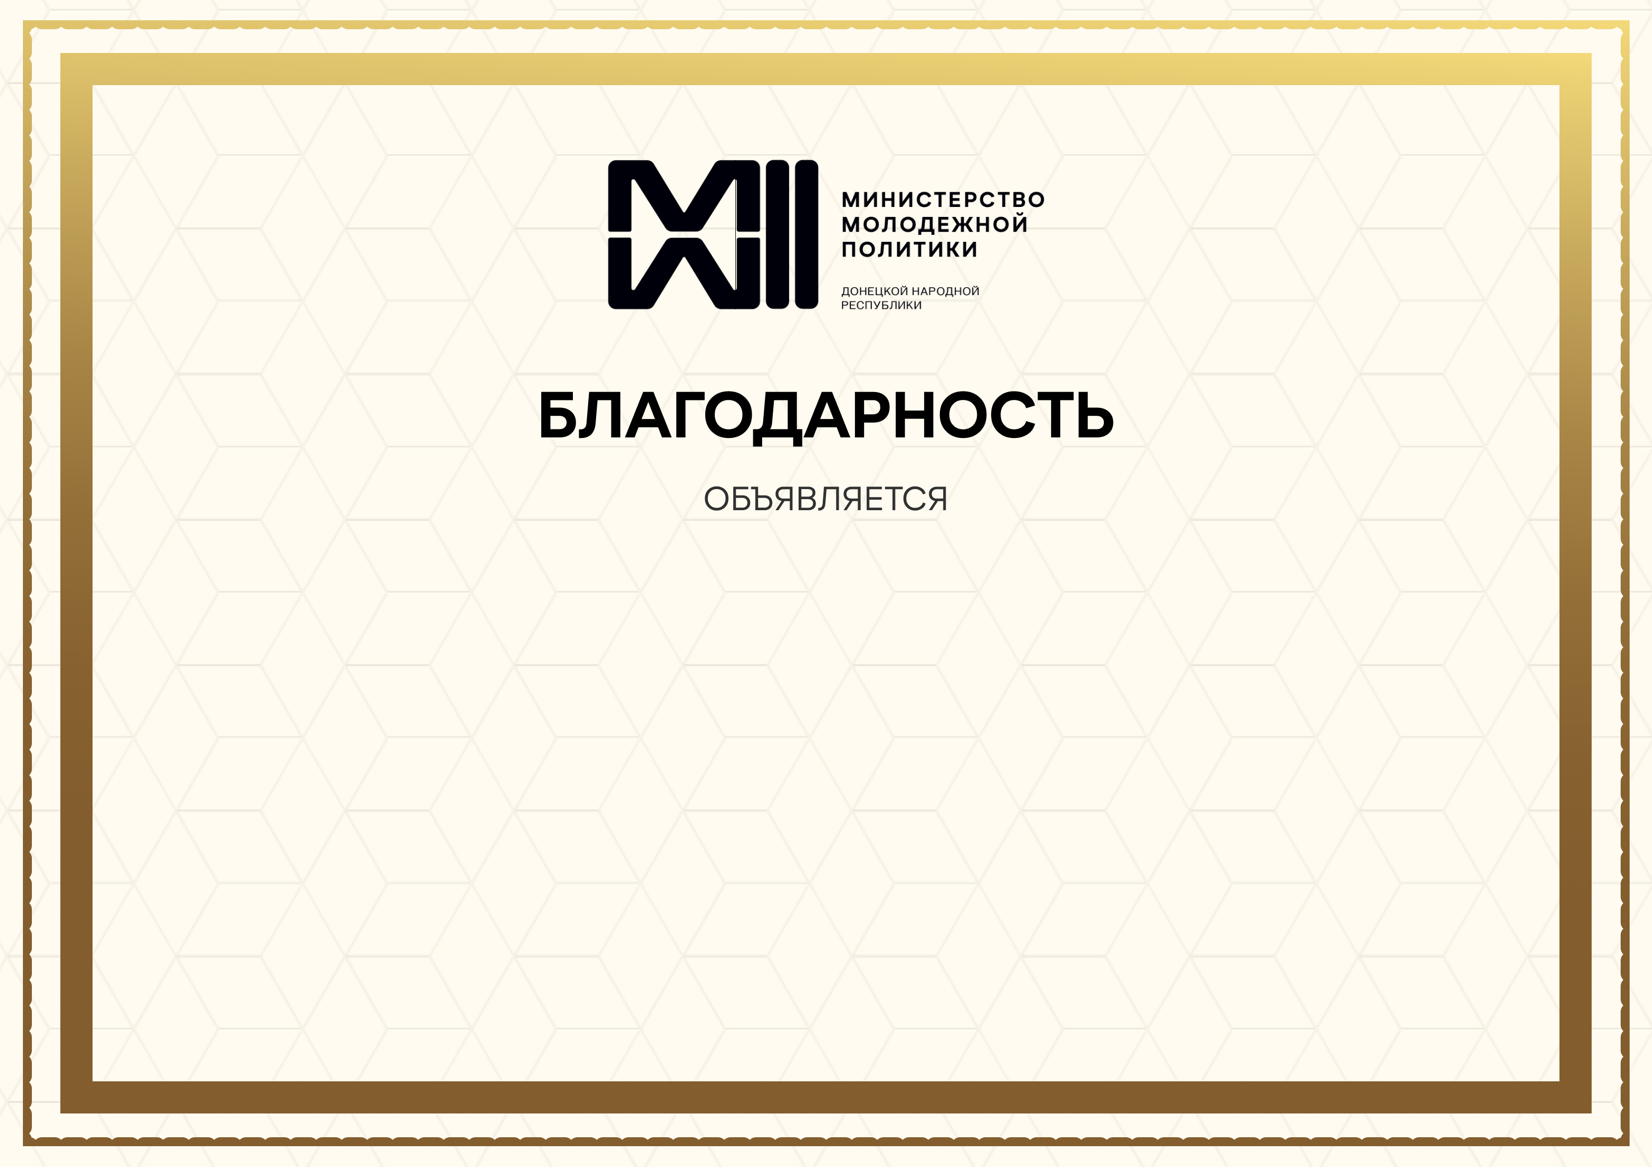 МИНИСТЕРСТВО
МОЛОДЕЖНОЙ
ПОЛИТИКИ
ДОНЕЦКОЙ НАРОДНОЙ
РЕСПУБЛИКИ
БЛАГОДАРНОСТЬ
ОБЪЯВЛЯЕТСЯ